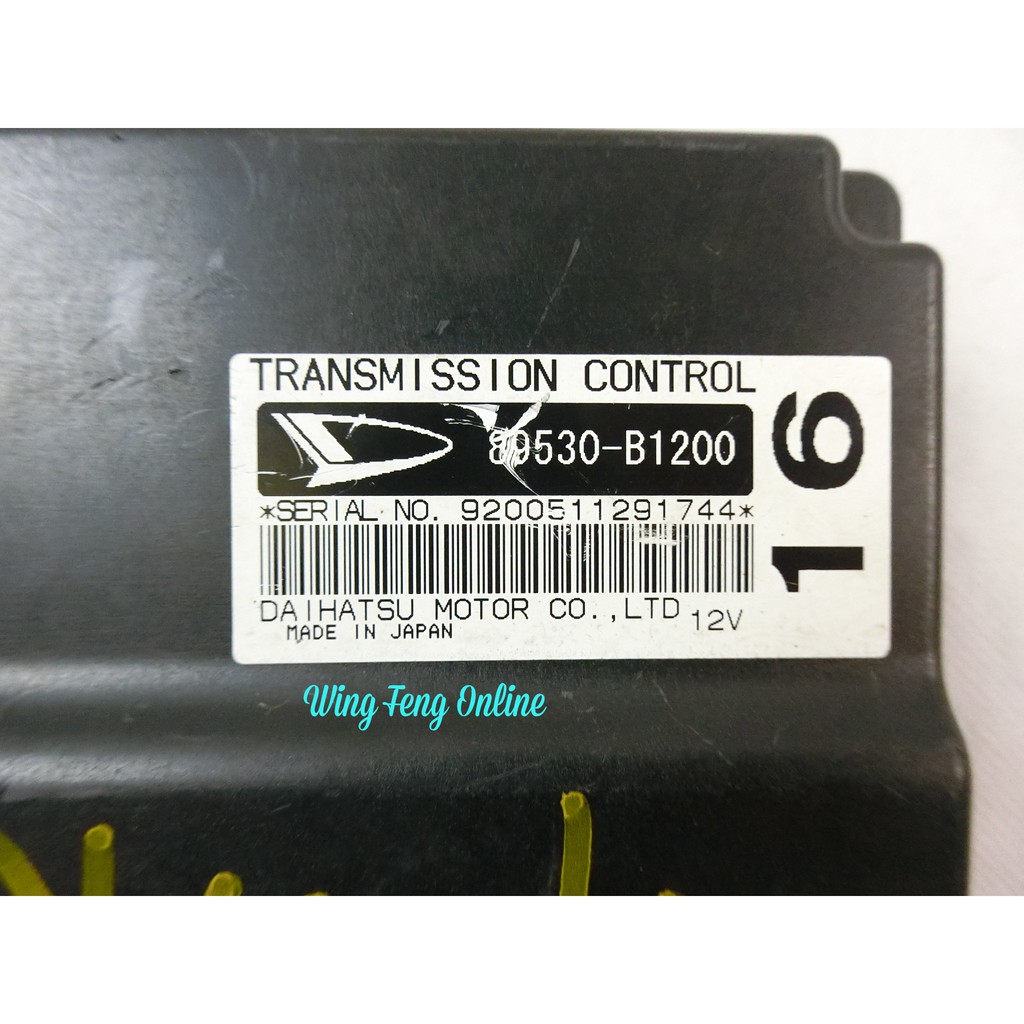 TRANSMISSION CONTROL
89530-B1200
16
*SERIAL NO. 9200511291744*
DAIHATSU MOTOR CO.,LTD 12V
MADE IN JAPAN
Wing Feng Online